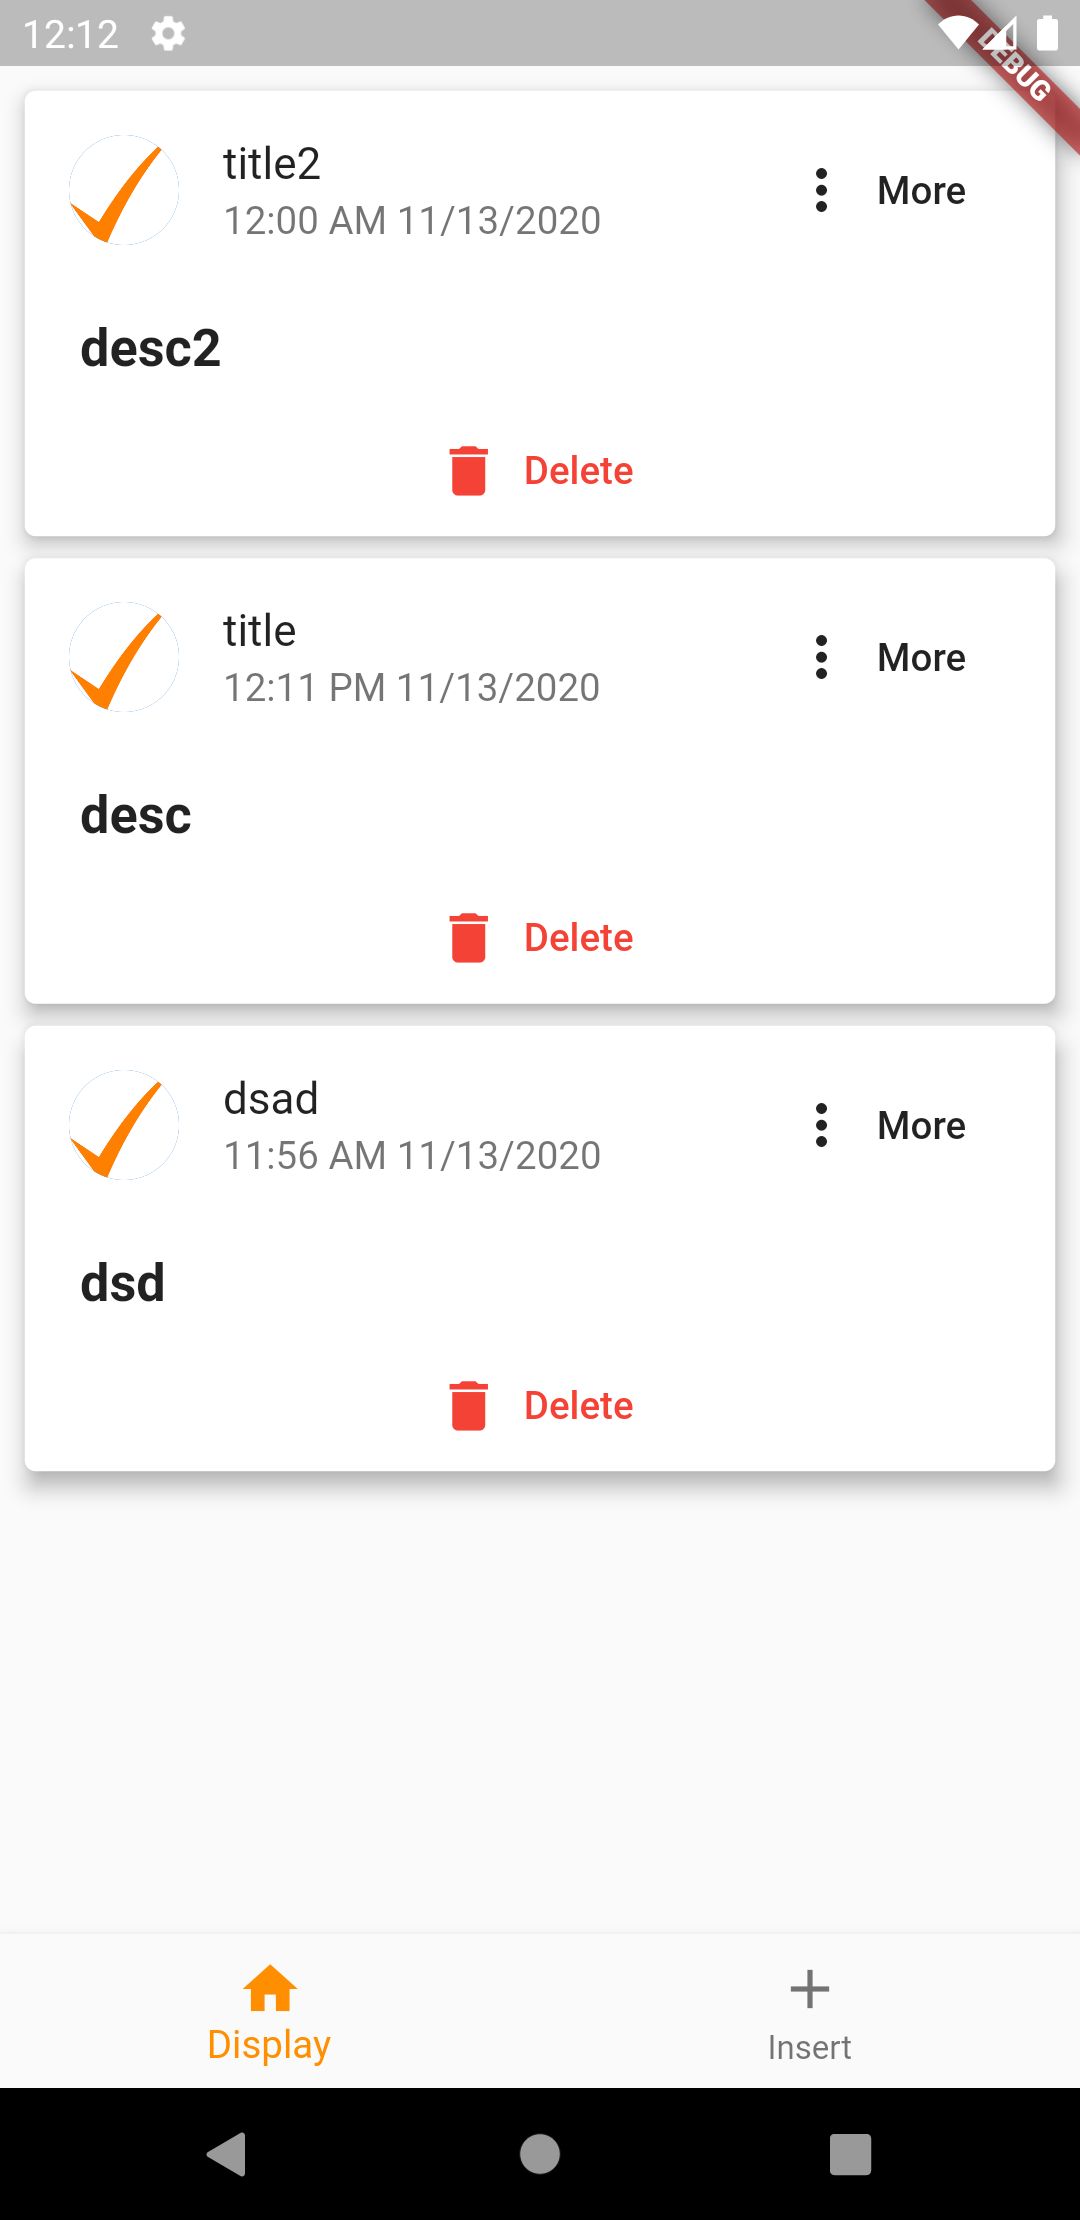 12:12
DEBUG
title2
12:00 AM 11/13/2020
More
desc2
Delete
title
12:11 PM 11/13/2020
More
desc
Delete
dsad
11:56 AM 11/13/2020
More
dsd
Delete
Display
Insert